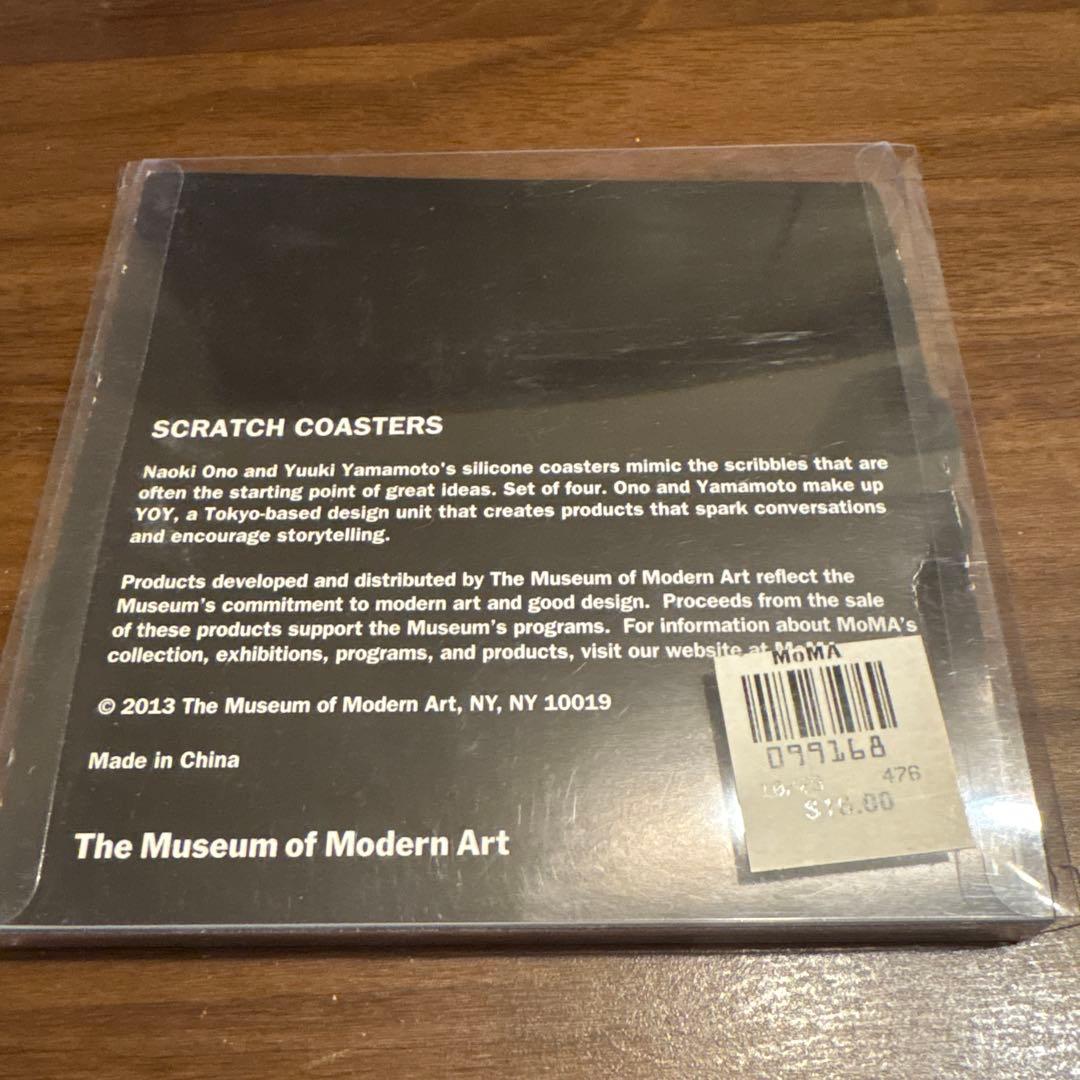 SCRATCH COASTERS
Naoki Ono and Yuuki Yamamoto's silicone coasters mimic the scribbles that are
often the starting point of great ideas. Set of four. Ono and Yamamoto make up
YOY, a Tokyo-based design unit that creates products that spark conversations
and encourage storytelling.
Products developed and distributed by The Museum of Modern Art reflect the
Museum's commitment to modern art and good design. Proceeds from the sale
of these products support the Museum's programs. For information about MoMA's
collection, exhibitions, programs, and products, visit our website at
© 2013 The Museum of Modern Art, NY, NY 10019
Made in China
The Museum of Modern Art
MoMA
099168
476